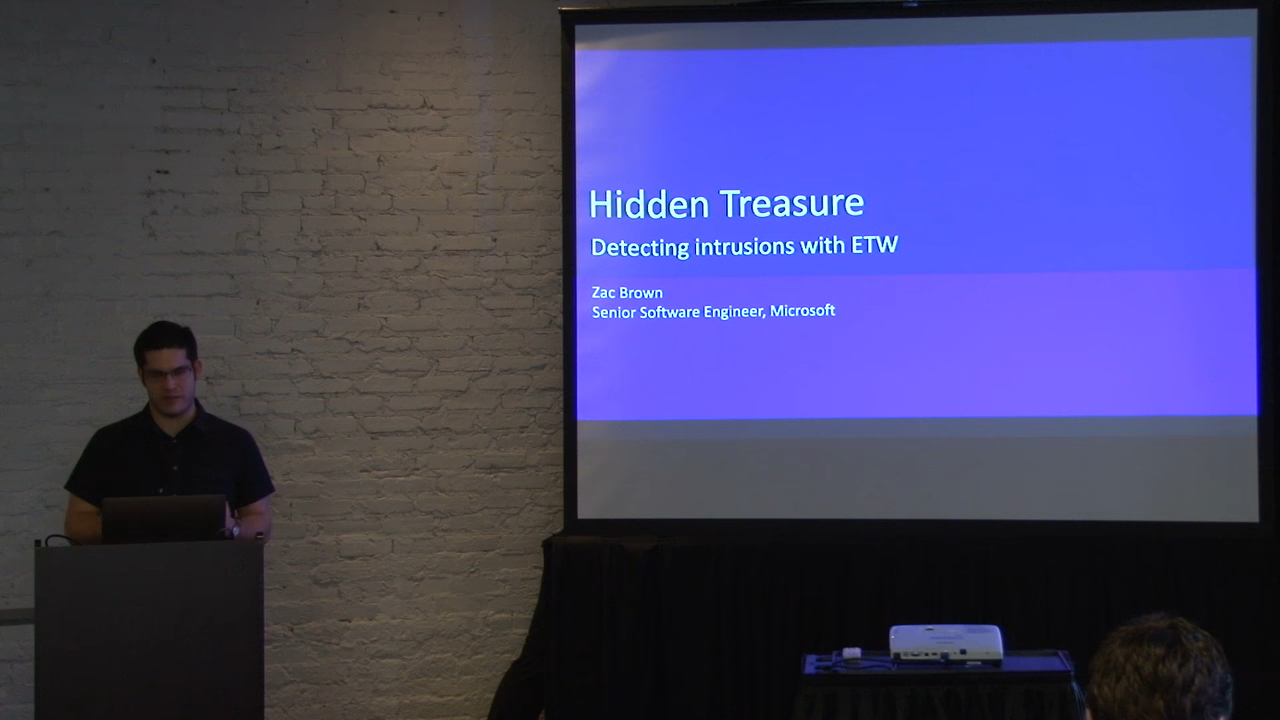 Hidden Treasure
Detecting intrusions with ETW
Zac Brown
Senior Software Engineer, Microsoft